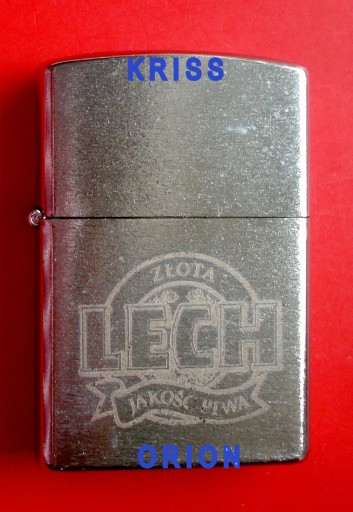 KRISS
ZŁOTA
LECH
JAKOŚĆ PIWA
ORION